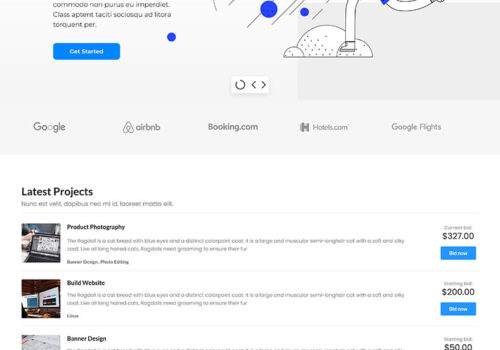 commodo non purus eu imperdiet.
Class aptent taciti sociosqu ad litora
torquent per.
Get Started
Google
airbnb
Booking.com
Hotels.com
Google Flights
Latest Projects
Nunc est velit, dapibus nec mi id, laoreet mattis elit.
Product Photography
Current bid:
$327.00
The Ragdoll is a cat breed with blue eyes and a distinct colorpoint coat. It is a large and muscular semi-longhair cat with a soft and silky
coat. Like all long haired cats, Ragdolls need grooming to ensure their fur
Bid now
Banner Design , Photo Editing
Build Website
Starting bid:
$200.00
The Ragdoll is a cat breed with blue eyes and a distinct colorpoint coat. It is a large and muscular semi-longhair cat with a soft and silky
coat. Like all long haired cats, Ragdolls need grooming to ensure their fur
Bid now
Linux
Banner Design
Starting bid:
$50.00